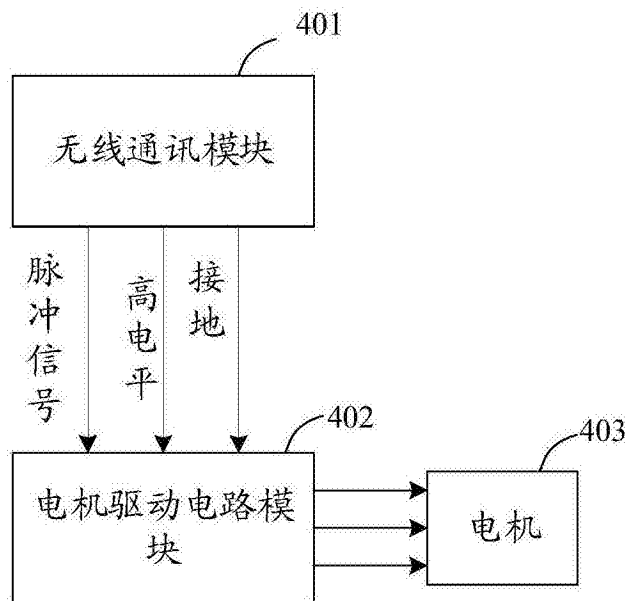 401
无线通讯模块
脉冲信号
高电平
接地
402
403
电机驱动电路模
块
电机